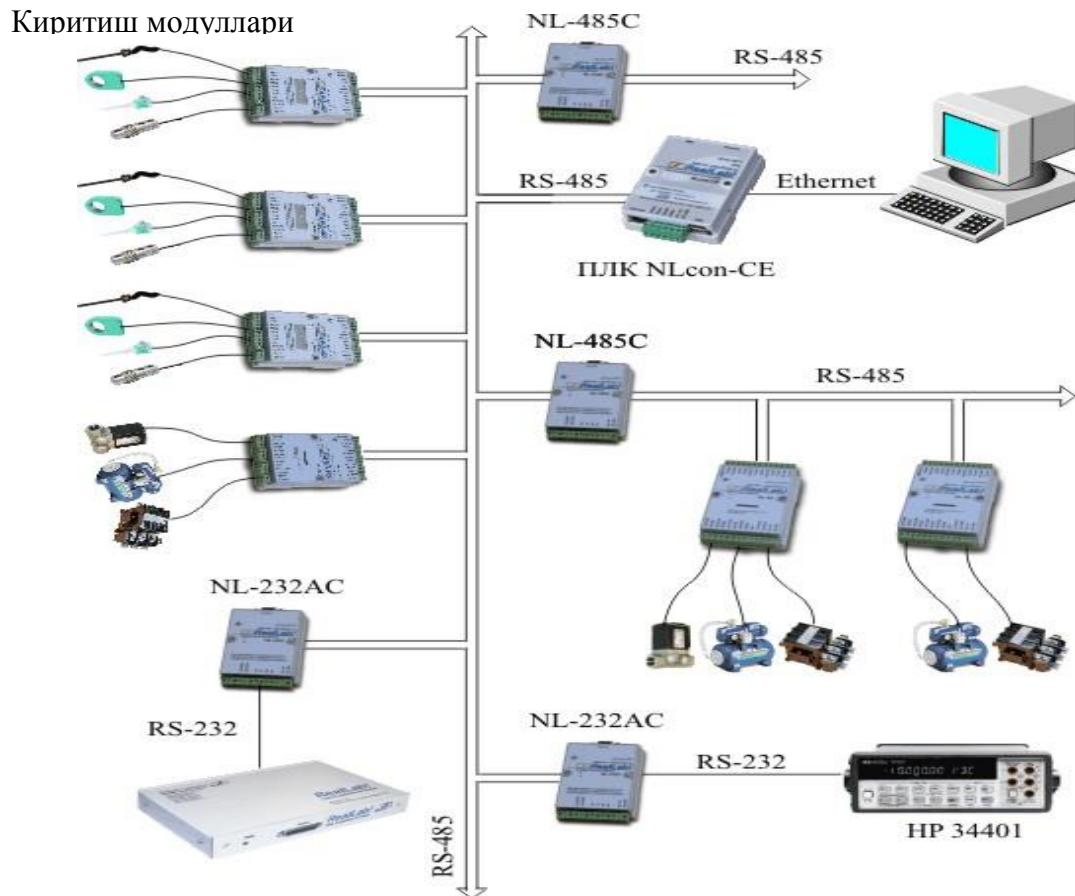 Киритиш модуллари
NL-485C
RS-485
RS-485
Ethernet
ПЛК NLcon-CE
NL-485C
RS-485
NL-232AC
RS-232
NL-232AC
RS-232
HP 34401
RS-485
RealLab!